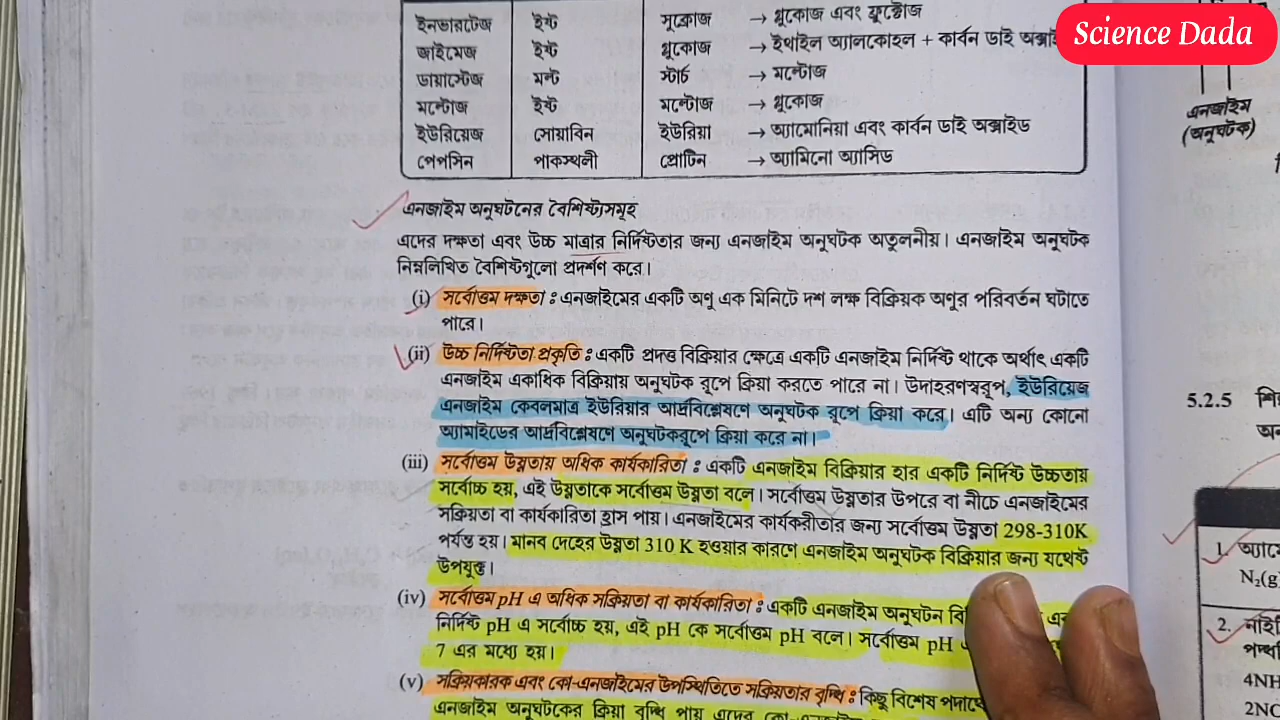 Science Dada
ইনভারটেজ ইস্ট সুক্রোজ → গ্লুকোজ এবং ফ্রুক্টোজ
জাইমেজ ইস্ট গ্লুকোজ → ইথাইল অ্যালকোহল + কার্বন ডাই
ডায়াস্টেজ মল্ট স্টার্চ → মল্টোজ
মল্টোজ ইস্ট মল্টোজ → গ্লুকোজ
ইউরিয়েজ সোয়াবিন ইউরিয়া → অ্যামোনিয়া এবং কার্বন ডাই অক্সাইড
পেপসিন পাকস্থলী প্রোটিন → অ্যামিনো অ্যাসিড
এনজাইম অনুঘটনের বৈশিষ্ট্যসমূহ
এদের দক্ষতা এবং উচ্চ মাত্রার নির্দিষ্টতার জন্য এনজাইম অনুঘটক অতুলনীয়। এনজাইম অনুঘটক
নিম্নলিখিত বৈশিষ্টগুলো প্রদর্শণ করে।
(i) সর্বোত্তম দক্ষতা : এনজাইমের একটি অণু এক মিনিটে দশ লক্ষ বিক্রিয়ক অণুর পরিবর্তন ঘটাতে
পারে।
(ii) উচ্চ নির্দিষ্টতা প্রকৃতি : একটি প্রদত্ত বিক্রিয়ার ক্ষেত্রে একটি এনজাইম নির্দিষ্ট থাকে অর্থাৎ একটি
এনজাইম একাধিক বিক্রিয়ায় অনুঘটক রূপে ক্রিয়া করতে পারে না। উদাহরণস্বরূপ, ইউরিয়েজ
এনজাইম কেবলমাত্র ইউরিয়ার আর্দ্রবিশ্লেষণে অনুঘটক রূপে ক্রিয়া করে। এটি অন্য কোনো
অ্যামাইডের আর্দ্রবিশ্লেষণে অনুঘটকরূপে ক্রিয়া করে না।
(iii) সর্বোত্তম উষ্ণতায় অধিক কার্যকারিতা : একটি এনজাইম বিক্রিয়ার হার একটি নির্দিষ্ট উচ্চতায়
সর্বোচ্চ হয়, এই উষ্ণতাকে সর্বোত্তম উষ্ণতা বলে। সর্বোত্তম উষ্ণতার উপরে বা নীচে এনজাইমের
সক্রিয়তা বা কার্যকারিতা হ্রাস পায়। এনজাইমের কার্যকরীতার জন্য সর্বোত্তম উষ্ণতা 298-310K
পর্যন্ত হয়। মানব দেহের উষ্ণতা 310 K হওয়ার কারণে এনজাইম অনুঘটক বিক্রিয়ার জন্য যথেষ্ট
উপযুক্ত।
(iv) সর্বোত্তম pH এ অধিক সক্রিয়তা বা কার্যকারিতা : একটি এনজাইম অনুঘটন
নির্দিষ্ট pH এ সর্বোচ্চ হয়, এই pH কে সর্বোত্তম pH বলে। সর্বোত্তম pH
7 এর মধ্যে হয়।
(v) সক্রিয়কারক এবং কো-এনজাইমের উপস্থিতিতে সক্রিয়তার বৃদ্ধি : কিছু বিশেষ
এনজাইম অনুঘটকের ক্রিয়া বৃদ্ধি পায় এদের
এনজাইম
(অনুঘটক)
5.2.5
1.
N₂(g
2.
4NH
2NO